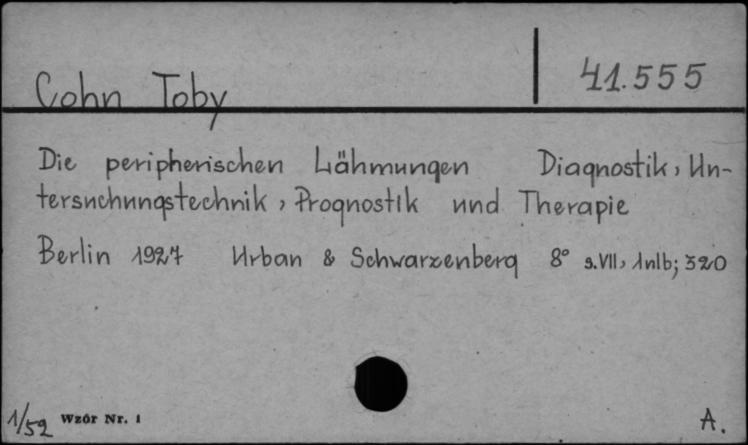 Cohn Toby 41.555
Die peripherischen Lähmungen Diagnostik, Un-
tersuchungstechnik, Prognostik und Therapie
Berlin 1927 Urban & Schwarzenberg 8° s.VII, 1nlb; 320
1/52 Wzór Nr. 1 A.